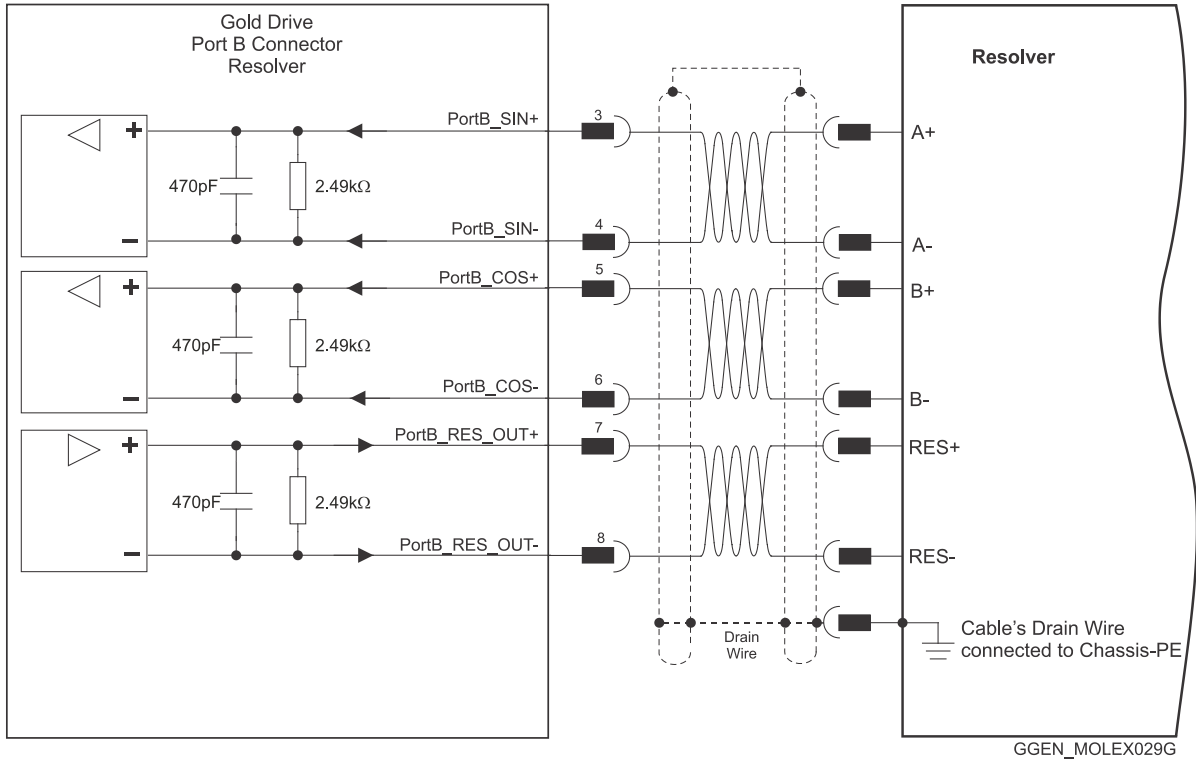 Gold Drive
Port B Connector
Resolver
Resolver
PortB_SIN+
3
A+
470pF
2.49kΩ
PortB_SIN-
4
A-
PortB_COS+
5
B+
470pF
2.49kΩ
PortB_COS-
6
B-
PortB_RES_OUT+
7
RES+
470pF
2.49kΩ
PortB_RES_OUT-
8
RES-
Drain
Wire
Cable's Drain Wire
connected to Chassis-PE
GGEN_MOLEX029G